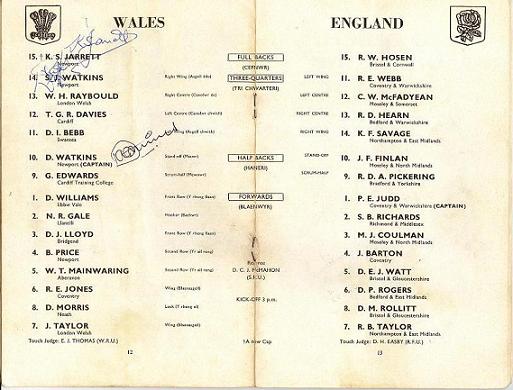 WALES
ENGLAND
15. K. S. JARRETT
Newport
FULL BACKS
(CEFNWR)
15. R. W. HOSEN
Bristol & Cornwall
14. S. J. WATKINS
Newport
Right Wing (Asgell dde)
THREE-QUARTERS
(TRI CHWARTERI)
LEFT WING
11. R. E. WEBB
Coventry & Warwickshire
13. W. H. RAYBOULD
London Welsh
Right Centre (Canolwr de)
LEFT CENTRE
12. C. W. McFADYEAN
Moseley & Somerset
12. T. G. R. DAVIES
Cardiff
Left Centre (Canolwr chwith)
RIGHT CENTRE
13. R. D. HEARN
Bedford & Warwickshire
11. D. I. BEBB
Swansea
(Asgell chwith)
RIGHT WING
14. K. F. SAVAGE
Northampton & East Midlands
10. D. WATKINS
Newport (CAPTAIN)
Stand off (Maswr)
HALF BACKS
(HANERI)
STAND-OFF
10. J. F. FINLAN
Moseley & North Midlands
9. G. EDWARDS
Cardiff Training College
Scrum-half (Mewnwr)
SCRUM-HALF
9. R. D. A. PICKERING
Bradford & Yorkshire
1. D. WILLIAMS
Ebbw Vale
Front Row (Y rheng flaen)
FORWARDS
(BLAENWYR)
1. P. E. JUDD
Coventry & Warwickshire (CAPTAIN)
2. N. R. GALE
Llanelli
Hooker (Bachwr)
2. S. B. RICHARDS
Richmond & Middlesex
3. D. J. LLOYD
Bridgend
Front Row (Y rheng flaen)
3. M. J. COULMAN
Moseley & North Midlands
4. B. PRICE
Newport
Second Row (Yr ail reng)
4. J. BARTON
Coventry
5. W. T. MAINWARING
Aberavon
Second Row (Yr ail reng)
Referee
D. C. J. McMAHON
(S.R.U.)
5. D. E. J. WATT
Bristol & Gloucestershire
6. R. E. JONES
Coventry
Wing (Blaenasgell)
KICK-OFF 3 p.m.
6. D. P. ROGERS
Bedford & East Midlands
8. D. MORRIS
Neath
Lock (Y rheng ol)
8. D. M. ROLLITT
Bristol & Gloucestershire
7. J. TAYLOR
London Welsh
Wing (Blaenasgell)
7. R. B. TAYLOR
Northampton & East Midlands
Touch Judge: E. J. THOMAS (W.R.U.)
Touch Judge: D. H. EASBY (R.F.U.)
12
13